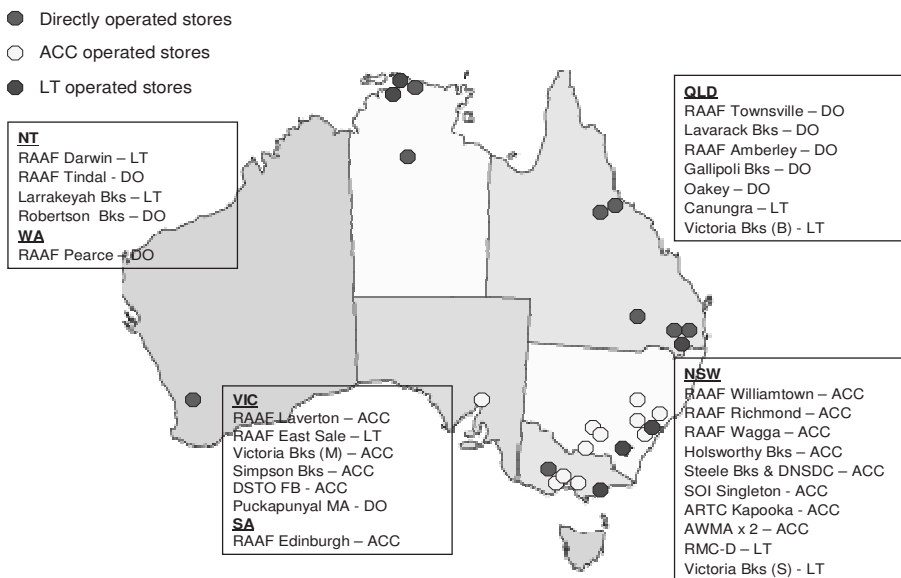 Directly operated stores
ACC operated stores
LT operated stores
NT
RAAF Darwin – LT
RAAF Tindal - DO
Larrakeyah Bks – LT
Robertson Bks – DO
WA
RAAF Pearce – DO
QLD
RAAF Townsville – DO
Lavarack Bks – DO
RAAF Amberley – DO
Gallipoli Bks – DO
Oakey – DO
Canungra – LT
Victoria Bks (B) - LT
VIC
RAAF Laverton – ACC
RAAF East Sale – LT
Victoria Bks (M) – ACC
Simpson Bks – ACC
DSTO FB - ACC
Puckapunyal MA - DO
SA
RAAF Edinburgh – ACC
NSW
RAAF Williamtown – ACC
RAAF Richmond – ACC
RAAF Wagga – ACC
Holsworthy Bks – ACC
Steele Bks & DNSDC – ACC
SOI Singleton - ACC
ARTC Kapooka - ACC
AWMA x 2 – ACC
RMC-D – LT
Victoria Bks (S) - LT